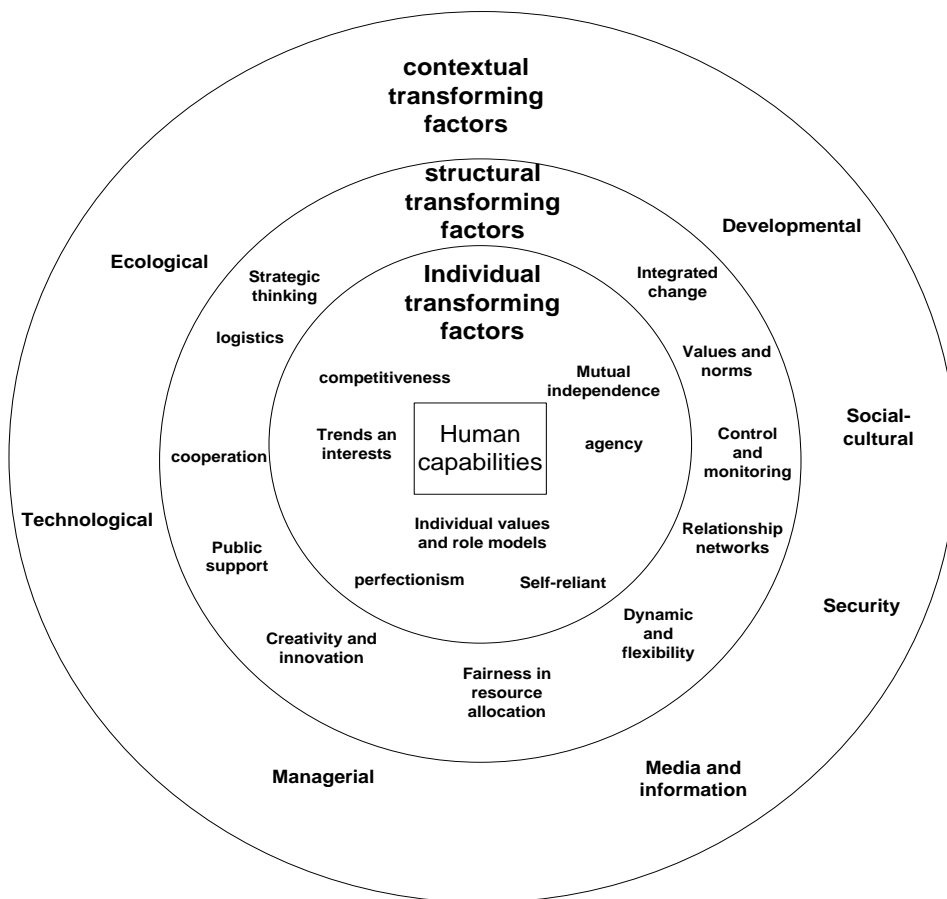 contextual
transforming
factors
structural
transforming
factors
Developmental
Ecological
Strategic
thinking
Integrated
change
Individual
transforming
factors
logistics
Values and
norms
competitiveness
Mutual
independence
Social-
cultural
Trends an
interests
Human
capabilities
agency
Control
and
monitoring
cooperation
Technological
Individual values
and role models
Relationship
networks
Public
support
perfectionism
Self-reliant
Security
Dynamic
and
flexibility
Creativity and
innovation
Fairness in
resource
allocation
Managerial
Media and
information